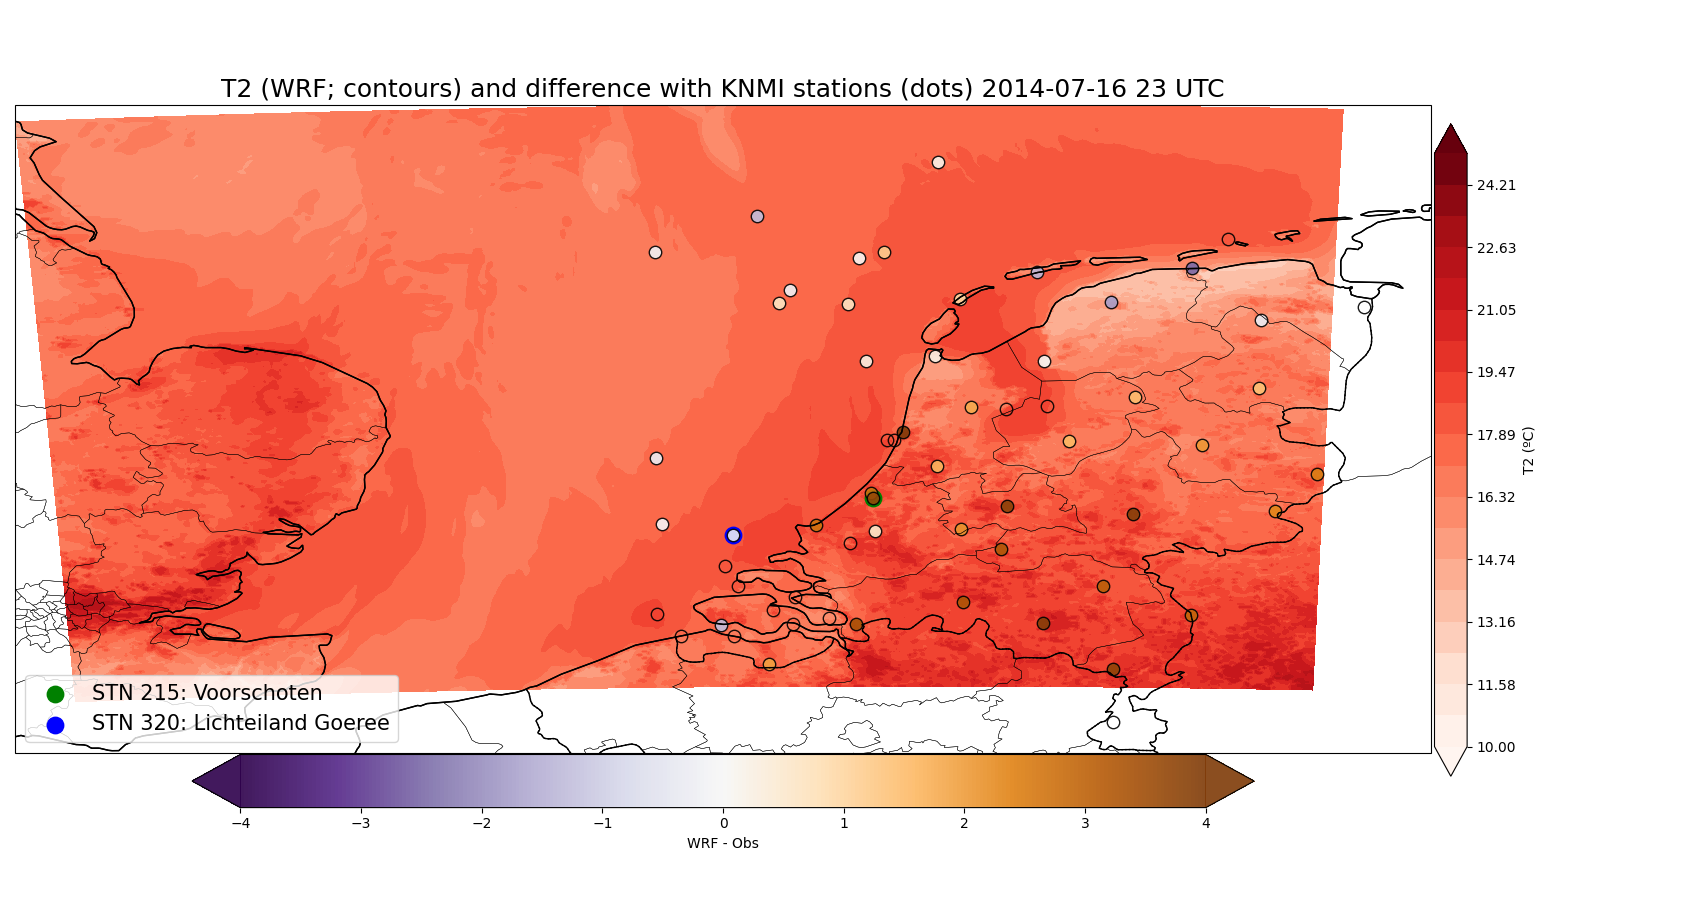 T2 (WRF; contours) and difference with KNMI stations (dots) 2014-07-16 23 UTC
24.21
22.63
21.05
19.47
17.89
16.32
14.74
13.16
11.58
10.00
T2 (ºC)
STN 215: Voorschoten
STN 320: Lichteiland Goeree
−4 −3 −2 −1 0 1 2 3 4
WRF - Obs